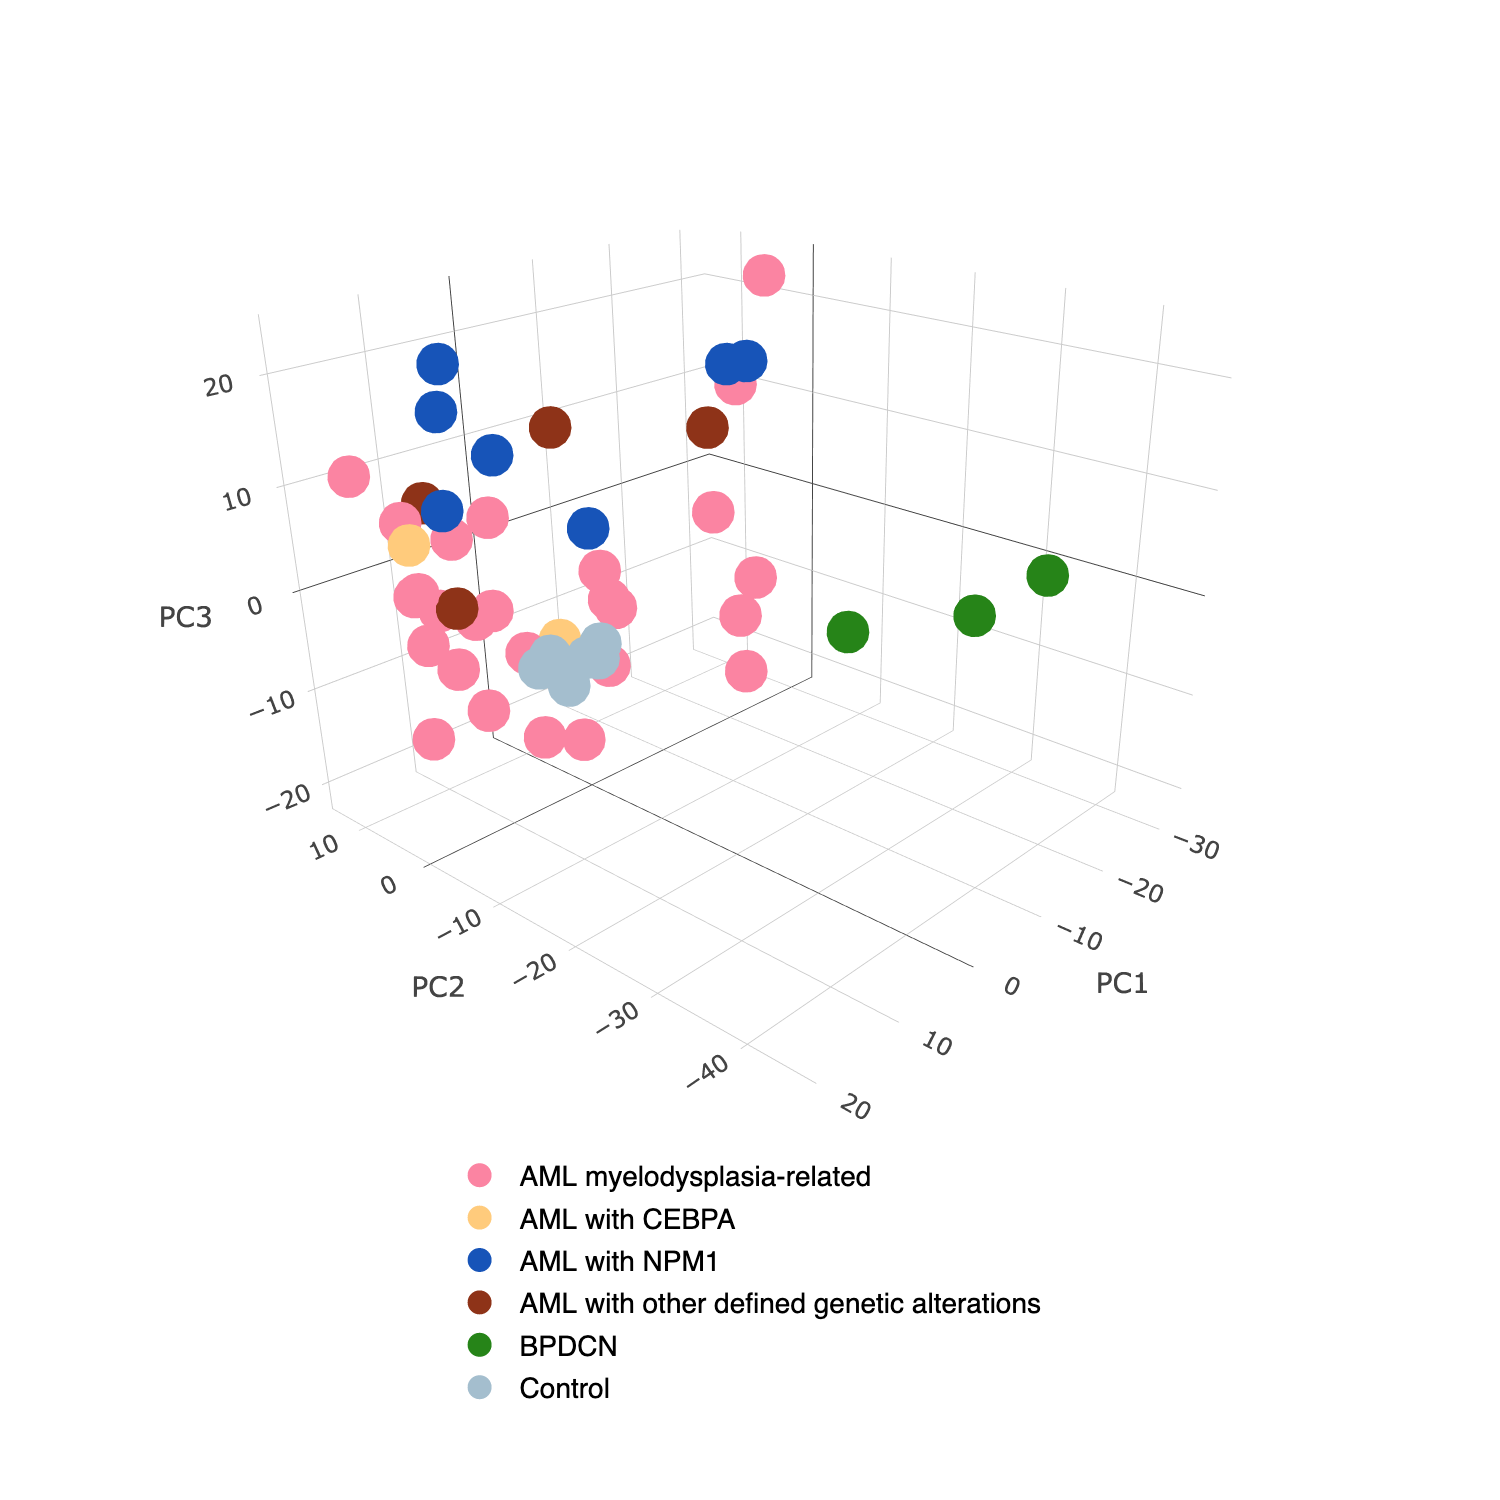 20
10
0
−10
−20
PC3
10
0
−10
−20
−30
−40
PC2
−30
−20
−10
0
10
20
PC1
AML myelodysplasia-related
AML with CEBPA
AML with NPM1
AML with other defined genetic alterations
BPDCN
Control